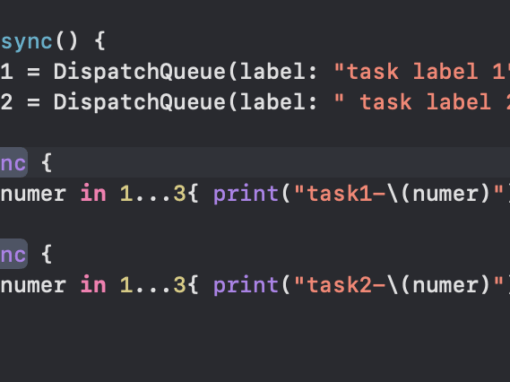 sync() {
1 = DispatchQueue(label: "task label 1"
2 = DispatchQueue(label: " task label 2
nc {
numer in 1...3{ print("task1-\(numer)")
nc {
numer in 1...3{ print("task2-\(numer)")